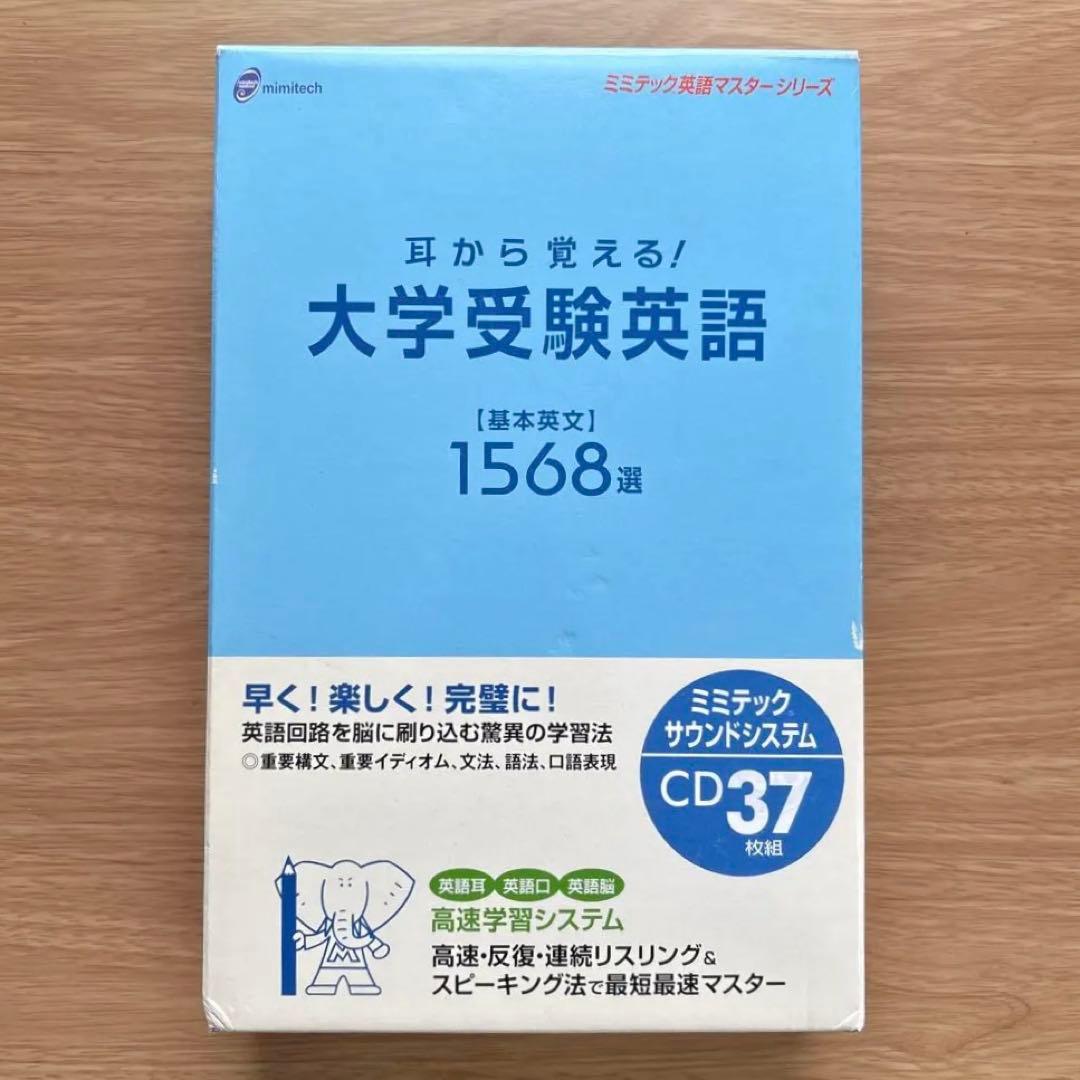 mimitech
ミミテック英語マスターシリーズ
耳から覚える!
大学受験英語
【基本英文】
1568選
早く!楽しく!完璧に!
英語回路を脳に刷り込む驚異の学習法
◎重要構文、重要イディオム、文法、語法、口語表現
ミミテック
サウンドシステム
CD37
枚組
英語耳 英語口 英語脳
高速学習システム
高速・反復・連続リスリング&
スピーキング法で最短最速マスター
M